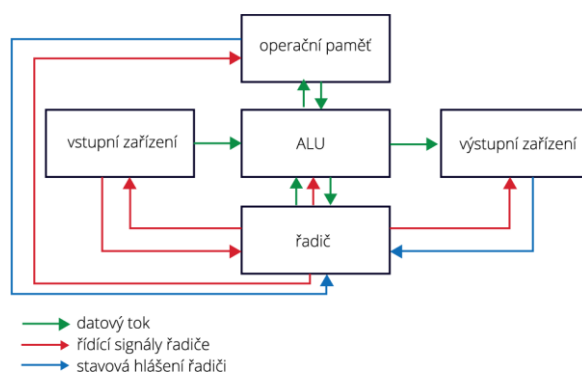 operační paměť
vstupní zařízení
ALU
výstupní zařízení
řadič
datový tok
řídící signály řadiče
stavová hlášení řadiči